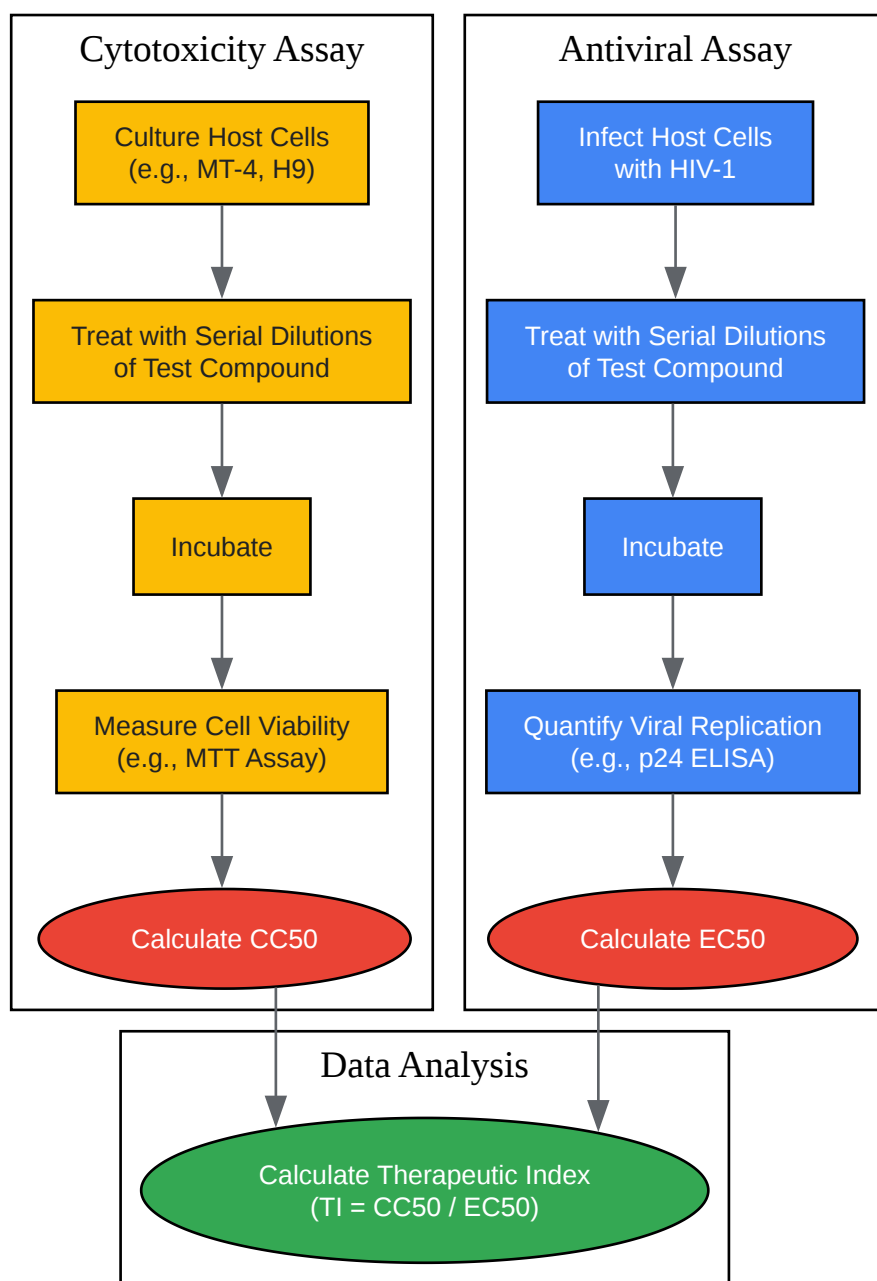 Cytotoxicity Assay
Culture Host Cells
(e.g., MT-4, H9)
Treat with Serial Dilutions
of Test Compound
Incubate
Measure Cell Viability
(e.g., MTT Assay)
Calculate CC50
Antiviral Assay
Infect Host Cells
with HIV-1
Treat with Serial Dilutions
of Test Compound
Incubate
Quantify Viral Replication
(e.g., p24 ELISA)
Calculate EC50
Data Analysis
Calculate Therapeutic Index
(TI = CC50 / EC50)